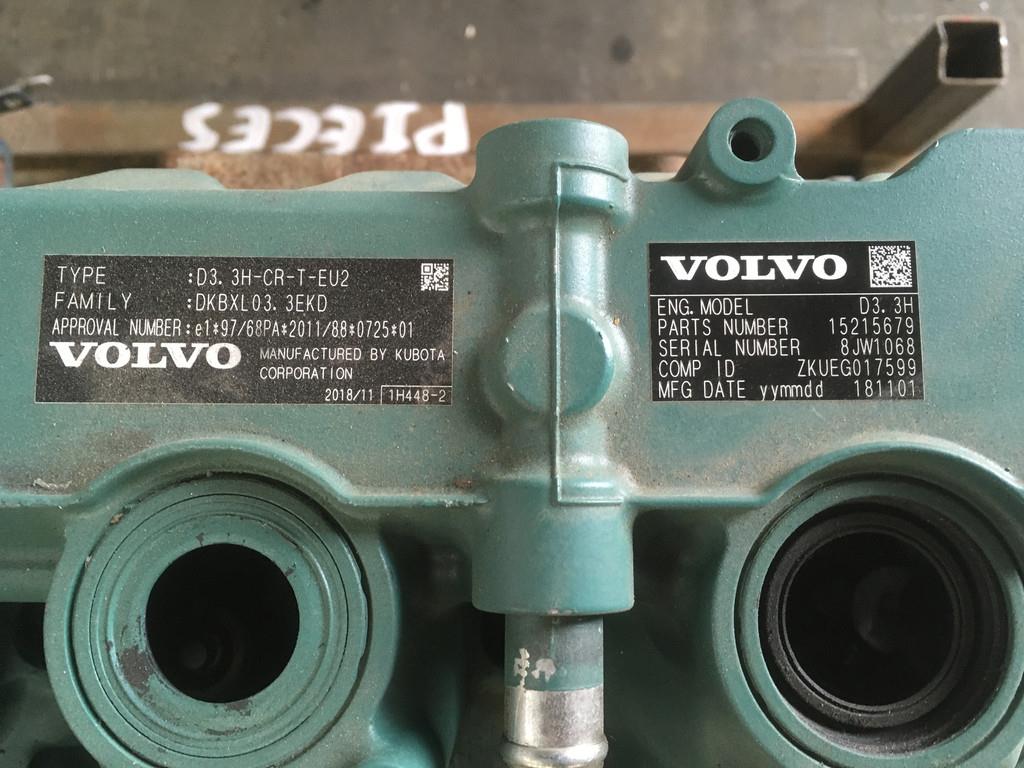 PIECES
TYPE :D3.3H-CR-T-EU2
FAMILY :DKBXL03.3EKD
APPROVAL NUMBER:e1*97/68PA*2011/88*0725*01
VOLVO MANUFACTURED BY KUBOTA
CORPORATION
2018/11 1H448-2
VOLVO
ENG.MODEL D3.3H
PARTS NUMBER 15215679
SERIAL NUMBER 8JW1068
COMP ID ZKUEG017599
MFG DATE yymmdd 181101